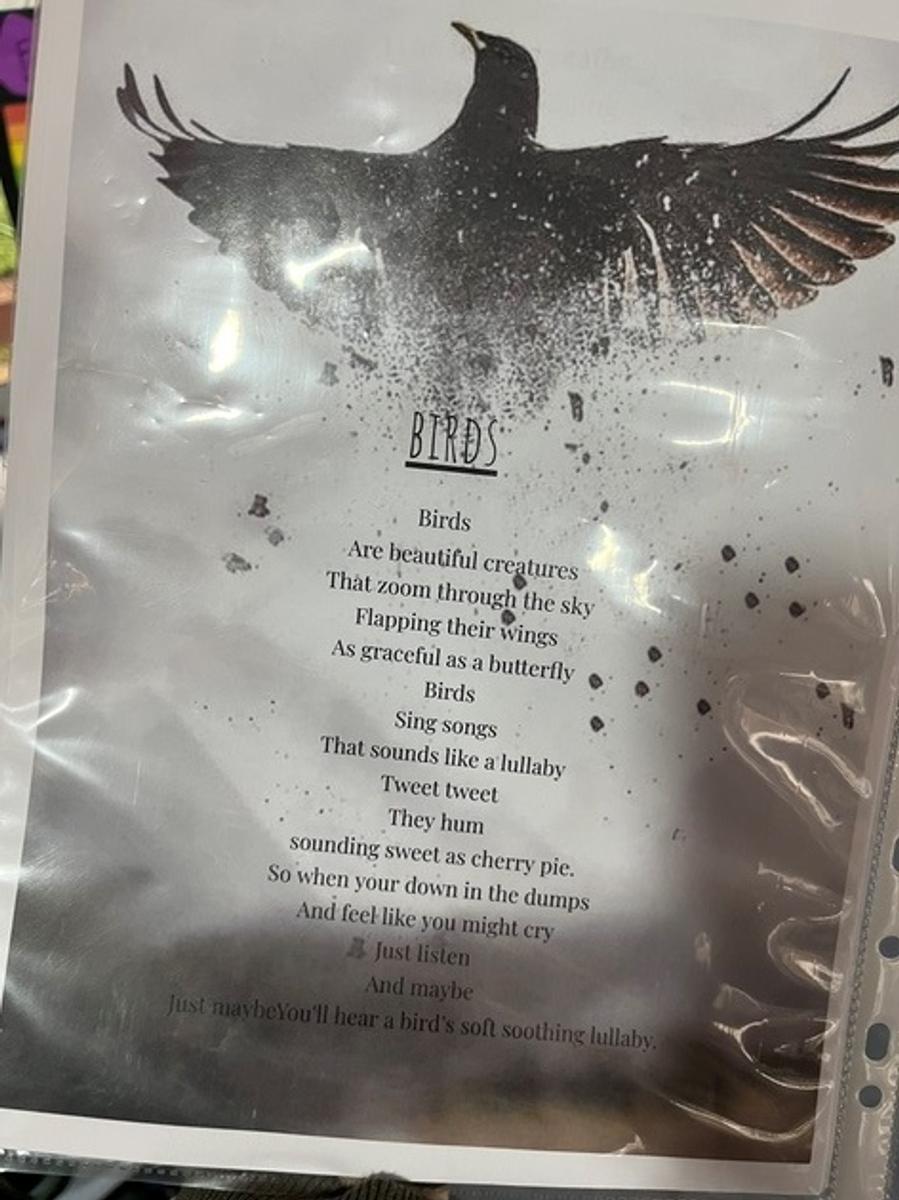 BIRDS
Birds
Are beautiful creatures
That zoom through the sky
Flapping their wings
As graceful as a butterfly
Birds
Sing songs
That sounds like a lullaby
Tweet tweet
They hum
sounding sweet as cherry pie.
So when your down in the dumps
And feel like you might cry
Just listen
And maybe
Just maybeYou'll hear a bird's soft soothing lullaby.